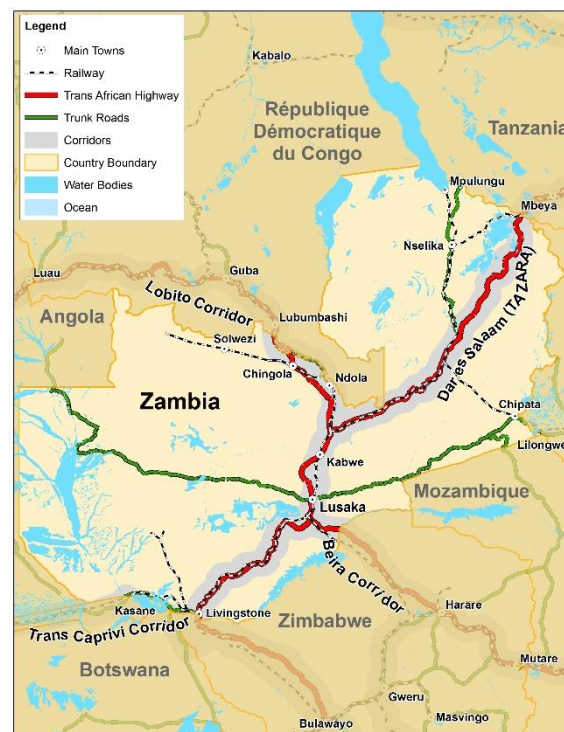 Legend
Main Towns
Railway
Trans African Highway
Trunk Roads
Corridors
Country Boundary
Water Bodies
Ocean
Kabalo
République
Démocratique
du Congo
Tanzania
Mpulungu
Mbeya
Nselika
Luau
Guba
Lobito Corridor
Lubumbashi
Angola
Solwezi
Chingola
Ndola
Dar es Salaam (TAZARA)
Zambia
Chipata
Lilongwe
Kabwe
Mozambique
Lusaka
Beira Corridor
Kasane
Livingstone
Harare
Trans Caprivi Corridor
Zimbabwe
Botswana
Mutare
Gweru
Masvingo
Bulawayo